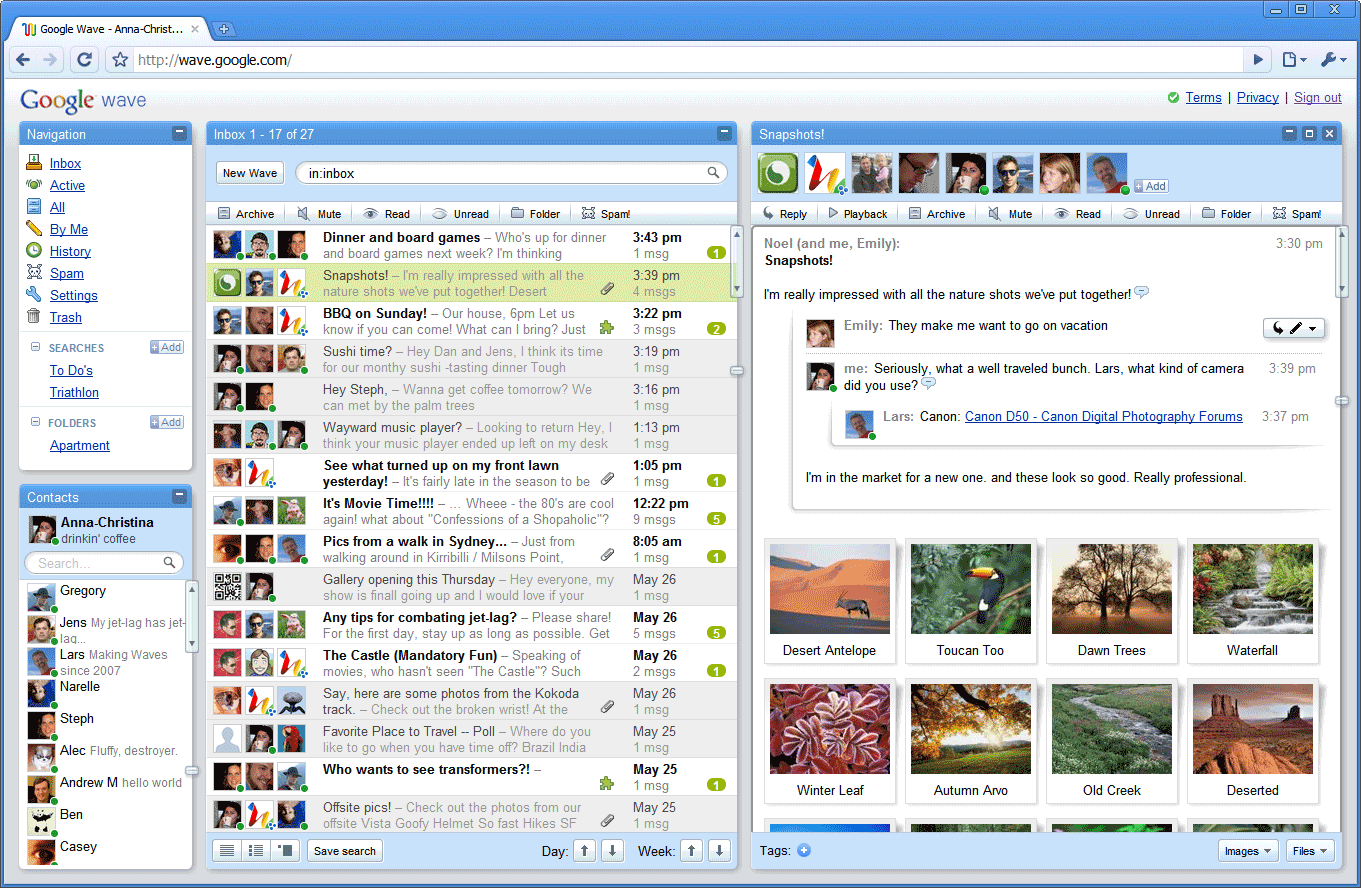 Google Wave - Anna-Christ...
http://wave.google.com/
Google wave
Terms | Privacy | Sign out
Navigation
Inbox
Active
All
By Me
History
Spam
Settings
Trash
SEARCHES
Add
To Do's
Triathlon
FOLDERS
Add
Apartment
Contacts
Anna-Christina
drinkin' coffee
Search...
Gregory
Jens My jet-lag has jet-
lag...
Lars Making Waves
since 2007
Narelle
Steph
Alec Fluffy, destroyer.
Andrew M hello world
Ben
Casey
Inbox 1 - 17 of 27
New Wave
in:inbox
Archive Mute Read Unread Folder Spam!
Dinner and board games – Who's up for dinner 3:43 pm
and board games next week? I'm thinking 1 msg 1
Snapshots! – I'm really impressed with all the 3:39 pm
nature shots we've put together! Desert 4 msgs
BBQ on Sunday! – Our house, 6pm Let us 3:22 pm
know if you can come! What can I bring? Just 3 msgs 2
Sushi time? – Hey Dan and Jens, I think its time 3:19 pm
for our monthy sushi -tasting dinner Tough 1 msg
Hey Steph, – Wanna get coffee tomorrow? We 3:16 pm
can met by the palm trees 1 msg
Wayward music player? – Looking to return Hey, I 1:13 pm
think your music player ended up left on my desk 1 msg
See what turned up on my front lawn 1:05 pm
yesterday! – It's fairly late in the season to be 1 msg 1
It's Movie Time!!!! – ... Wheee - the 80's are cool 12:22 pm
again! what about "Confessions of a Shopaholic"? 9 msgs 5
Pics from a walk in Sydney... – Just from 8:05 am
walking around in Kirribilli / Milsons Point, 1 msg 1
Gallery opening this Thursday – Hey everyone, my May 26
show is finall going up and I would love if your 1 msg
Any tips for combating jet-lag? – Please share! May 26
For the first day, stay up as long as possible. Get 5 msgs 5
The Castle (Mandatory Fun) – Speaking of May 26
movies, who hasn't seen "The Castle"? Such 2 msgs 1
Say, here are some photos from the Kokoda May 26
track. – Check out the broken wrist! At the 1 msg
Favorite Place to Travel -- Poll – Where do you May 25
like to go when you have time off? Brazil India 1 msg
Who wants to see transformers?! – May 25
1 msg 1
Offsite pics! – Check out the photos from our May 25
offsite Vista Goofy Helmet So fast Hikes SF 1 msg
Save search
Day: Week:
Snapshots!
Add
Reply Playback Archive Mute Read Unread Folder Spam!
Noel (and me, Emily): 3:30 pm
Snapshots!
I'm really impressed with all the nature shots we've put together!
Emily: They make me want to go on vacation
me: Seriously, what a well traveled bunch. Lars, what kind of camera 3:39 pm
did you use?
Lars: Canon: Canon D50 - Canon Digital Photography Forums 3:37 pm
I'm in the market for a new one. and these look so good. Really professional.
Desert Antelope Toucan Too Dawn Trees Waterfall
Winter Leaf Autumn Arvo Old Creek Deserted
Tags:
Images Files